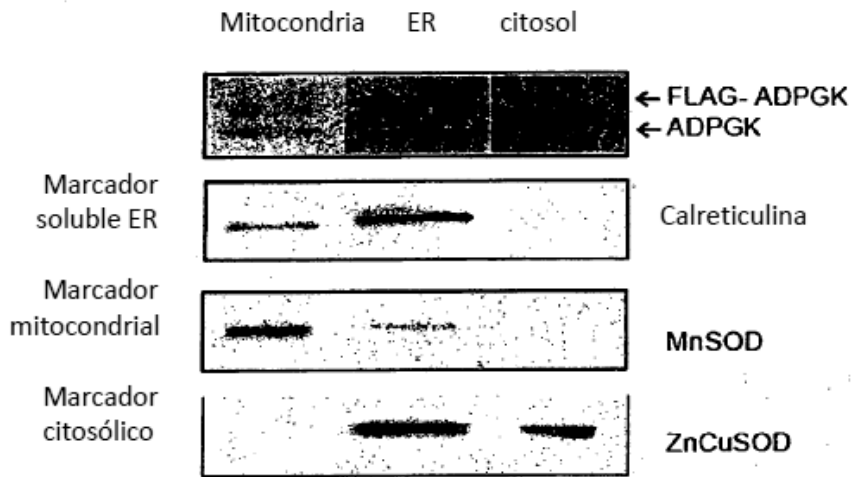 Mitocondria ER citosol
← FLAG- ADPGK
← ADPGK
Marcador
soluble ER
Calreticulina
Marcador
mitocondrial
MnSOD
Marcador
citosólico
ZnCuSOD